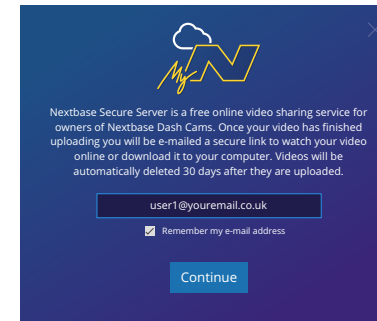 My N
Nextbase Secure Server is a free online video sharing service for
owners of Nextbase Dash Cams. Once your video has finished
uploading you will be e-mailed a secure link to watch your video
online or download it to your computer. Videos will be
automatically deleted 30 days after they are uploaded.
user1@youremail.co.uk
Remember my e-mail address
Continue